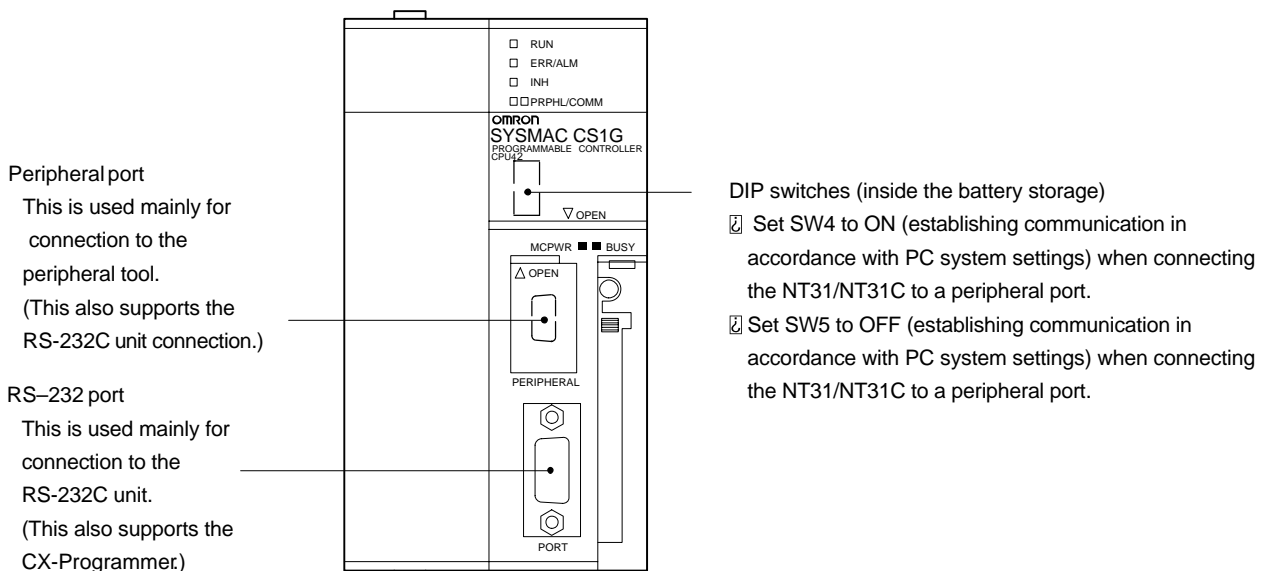 RUN
ERR/ALM
INH
PRPHL/COMM
OMRON
SYSMAC CS1G
PROGRAMMABLE CONTROLLER
CPU42
OPEN
MCPWR BUSY
OPEN
PERIPHERAL
PORT
Peripheral port
This is used mainly for
connection to the
peripheral tool.
(This also supports the
RS-232C unit connection.)
RS–232 port
This is used mainly for
connection to the
RS-232C unit.
(This also supports the
CX-Programmer.)
DIP switches (inside the battery storage)
¿ Set SW4 to ON (establishing communication in
accordance with PC system settings) when connecting
the NT31/NT31C to a peripheral port.
¿ Set SW5 to OFF (establishing communication in
accordance with PC system settings) when connecting
the NT31/NT31C to a peripheral port.